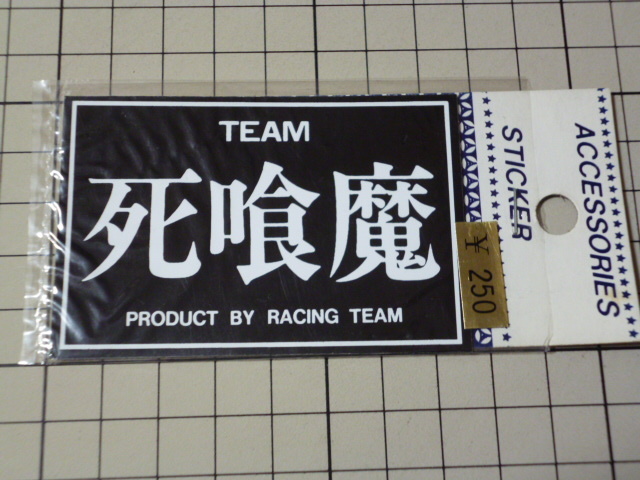 TEAM
死喰魔
PRODUCT BY RACING TEAM
¥ 250
STICKER
ACCESSORIES